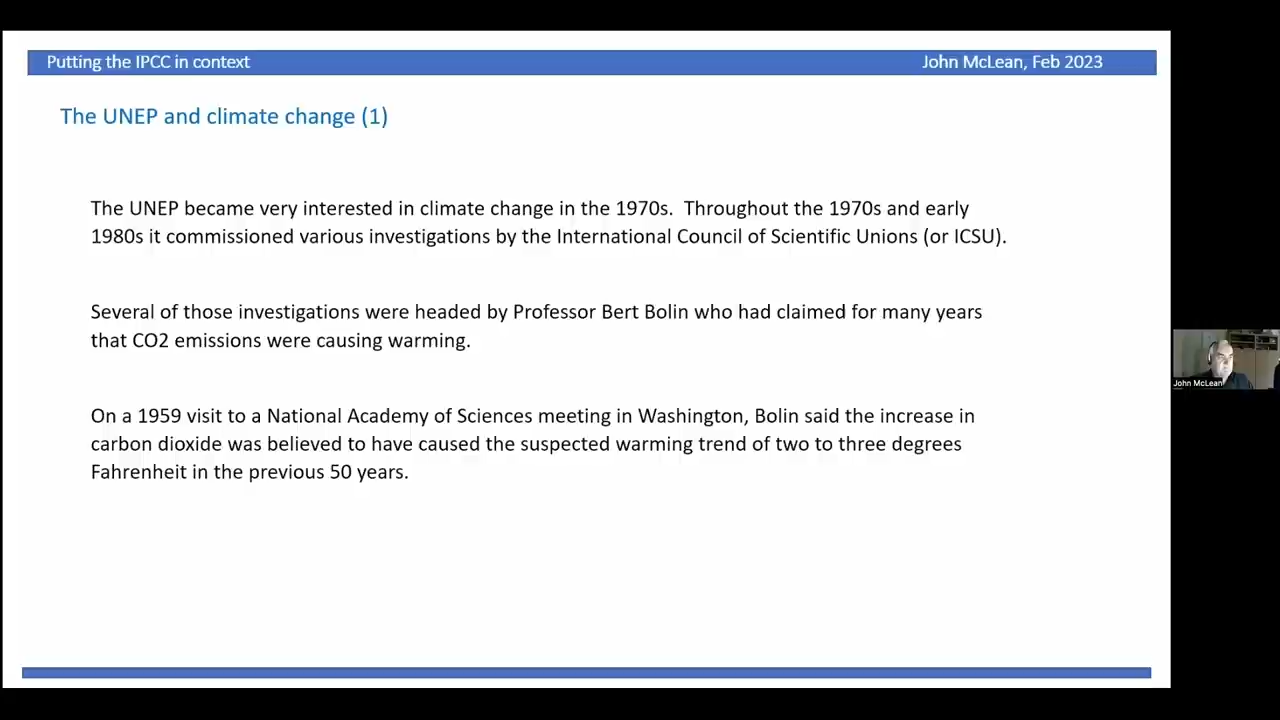 Putting the IPCC in context
John McLean, Feb 2023
The UNEP and climate change (1)
The UNEP became very interested in climate change in the 1970s.  Throughout the 1970s and early
1980s it commissioned various investigations by the International Council of Scientific Unions (or ICSU).
Several of those investigations were headed by Professor Bert Bolin who had claimed for many years
that CO2 emissions were causing warming.
On a 1959 visit to a National Academy of Sciences meeting in Washington, Bolin said the increase in
carbon dioxide was believed to have caused the suspected warming trend of two to three degrees
Fahrenheit in the previous 50 years.
John McLean